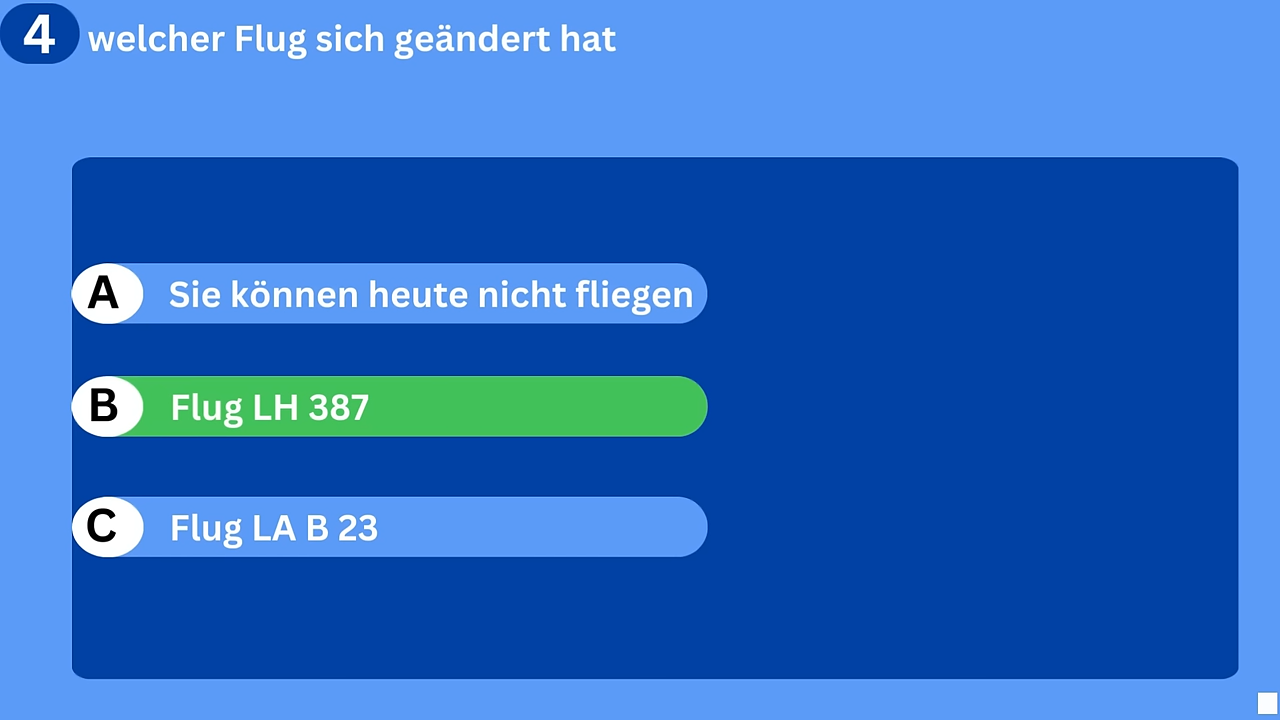 4 welcher Flug sich geändert hat
A Sie können heute nicht fliegen
B Flug LH 387
C Flug LA B 23